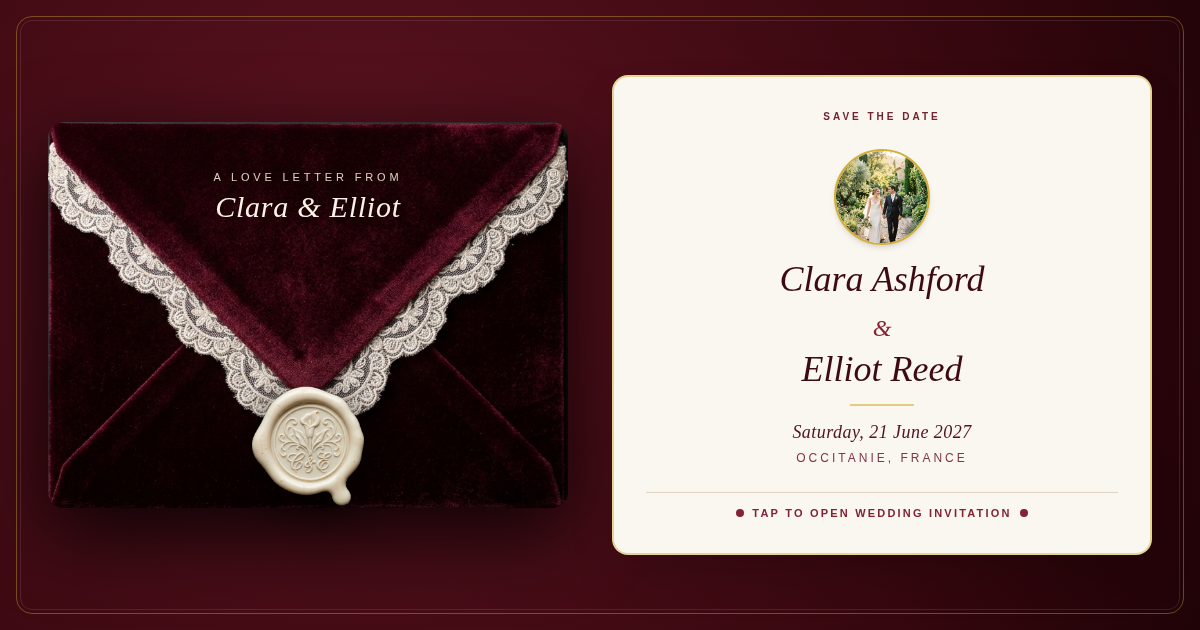 A LOVE LETTER FROM
Clara & Elliot
C&E
SAVE THE DATE
Clara Ashford
&
Elliot Reed
Saturday, 21 June 2027
OCCITANIE, FRANCE
TAP TO OPEN WEDDING INVITATION